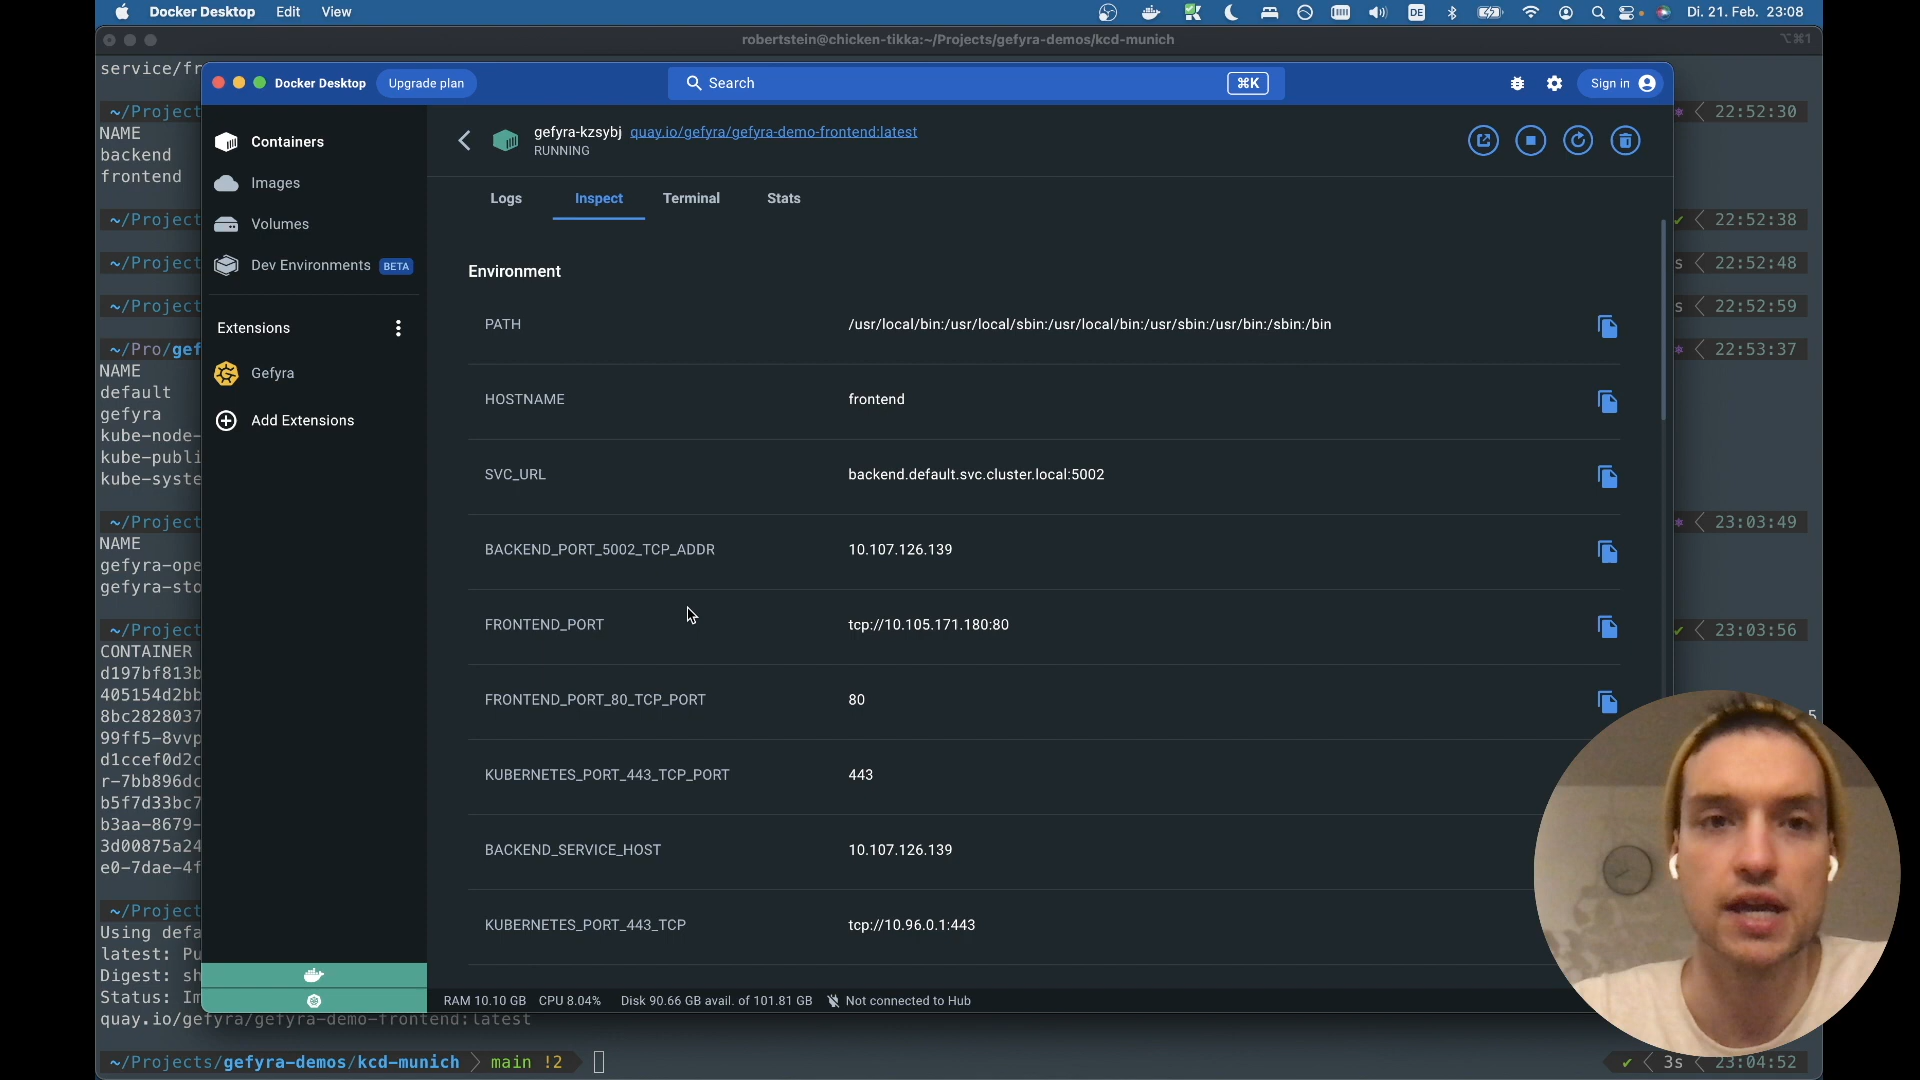 Docker Desktop Edit View
DE
Di. 21. Feb. 23:08
robertstein@chicken-tikka:~/Projects/gefyra-demos/kcd-munich
⌥⌘1
service/fr
Docker Desktop Upgrade plan
Search
⌘K
Sign in
~/Project
22:52:30
NAME
backend
frontend
~/Project
✔ 22:52:38
~/Project
s 22:52:48
~/Project
s 22:52:59
~/Pro/gef
22:53:37
NAME
default
gefyra
kube-node-
kube-publi
kube-syste
~/Project
23:03:49
NAME
gefyra-ope
gefyra-sto
~/Project
✔ 23:03:56
CONTAINER
d197bf813b
405154d2bb
8bc2828037
5
99ff5-8vvp
d1ccef0d2c
r-7bb896dc
b5f7d33bc7
b3aa-8679-
3d00875a24
e0-7dae-4f
~/Project
Using defa
latest: Pu
Digest: sh
Status: Im
quay.io/gefyra/gefyra-demo-frontend:latest
~/Projects/gefyra-demos/kcd-munich main !2
✔ 3s 23:04:52
Containers
Images
Volumes
Dev Environments BETA
Extensions
Gefyra
Add Extensions
gefyra-kzsybj quay.io/gefyra/gefyra-demo-frontend:latest
RUNNING
Logs Inspect Terminal Stats
Environment
PATH /usr/local/bin:/usr/local/sbin:/usr/local/bin:/usr/sbin:/usr/bin:/sbin:/bin
HOSTNAME frontend
SVC_URL backend.default.svc.cluster.local:5002
BACKEND_PORT_5002_TCP_ADDR 10.107.126.139
FRONTEND_PORT tcp://10.105.171.180:80
FRONTEND_PORT_80_TCP_PORT 80
KUBERNETES_PORT_443_TCP_PORT 443
BACKEND_SERVICE_HOST 10.107.126.139
KUBERNETES_PORT_443_TCP tcp://10.96.0.1:443
RAM 10.10 GB CPU 8.04% Disk 90.66 GB avail. of 101.81 GB Not connected to Hub